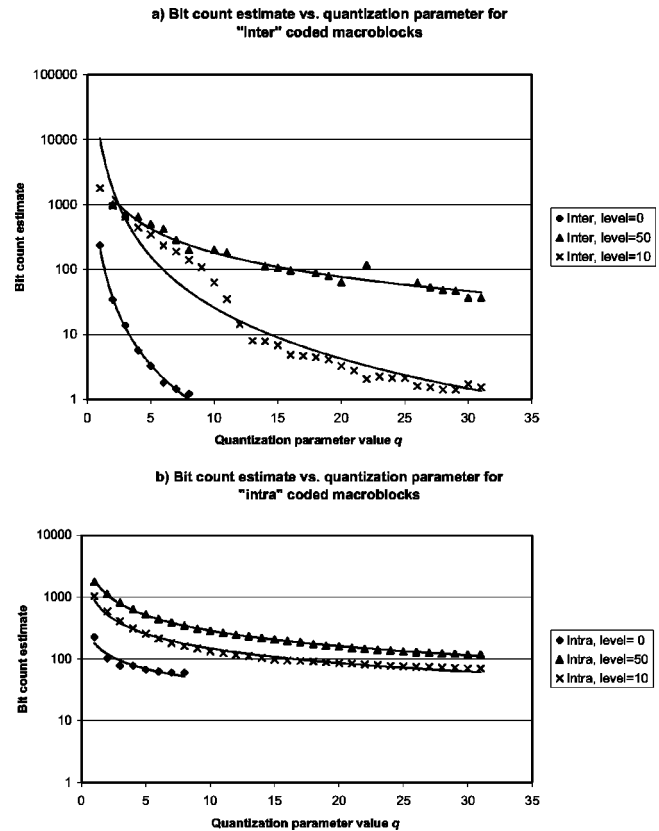 a) Bit count estimate vs. quantization parameter for
"inter" coded macroblocks
100000
10000
1000
100
10
1
Bit count estimate
0 5 10 15 20 25 30 35
Quantization parameter value q
Inter, level=0
Inter, level=50
Inter, level=10
b) Bit count estimate vs. quantization parameter for
"intra" coded macroblocks
10000
1000
100
10
1
Bit count estimate
0 5 10 15 20 25 30 35
Quantization parameter value q
Intra, level= 0
Intra, level=50
Intra, level=10